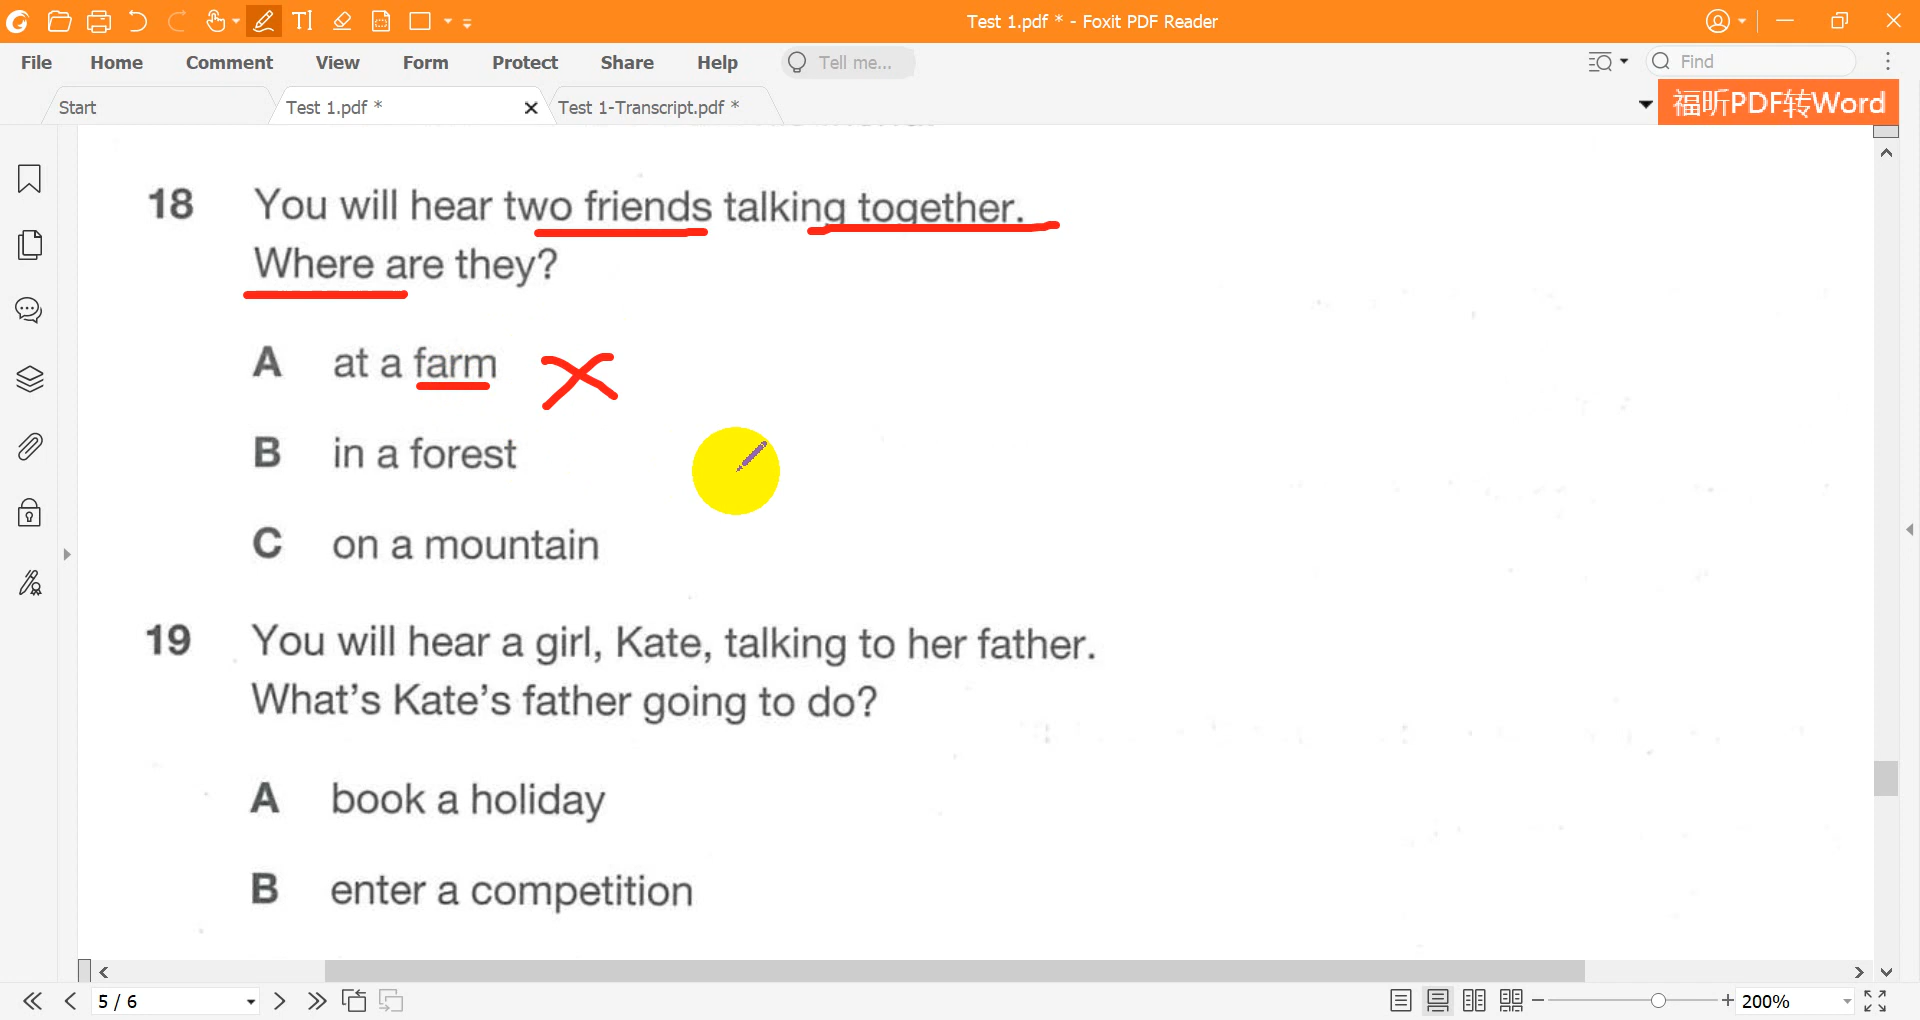 Test 1.pdf * - Foxit PDF Reader
File Home Comment View Form Protect Share Help Tell me... Find
Start Test 1.pdf * Test 1-Transcript.pdf * 福昕PDF转Word
18 You will hear two friends talking together.
Where are they?
A at a farm
B in a forest
C on a mountain
19 You will hear a girl, Kate, talking to her father.
What's Kate's father going to do?
A book a holiday
B enter a competition
5 / 6 200%